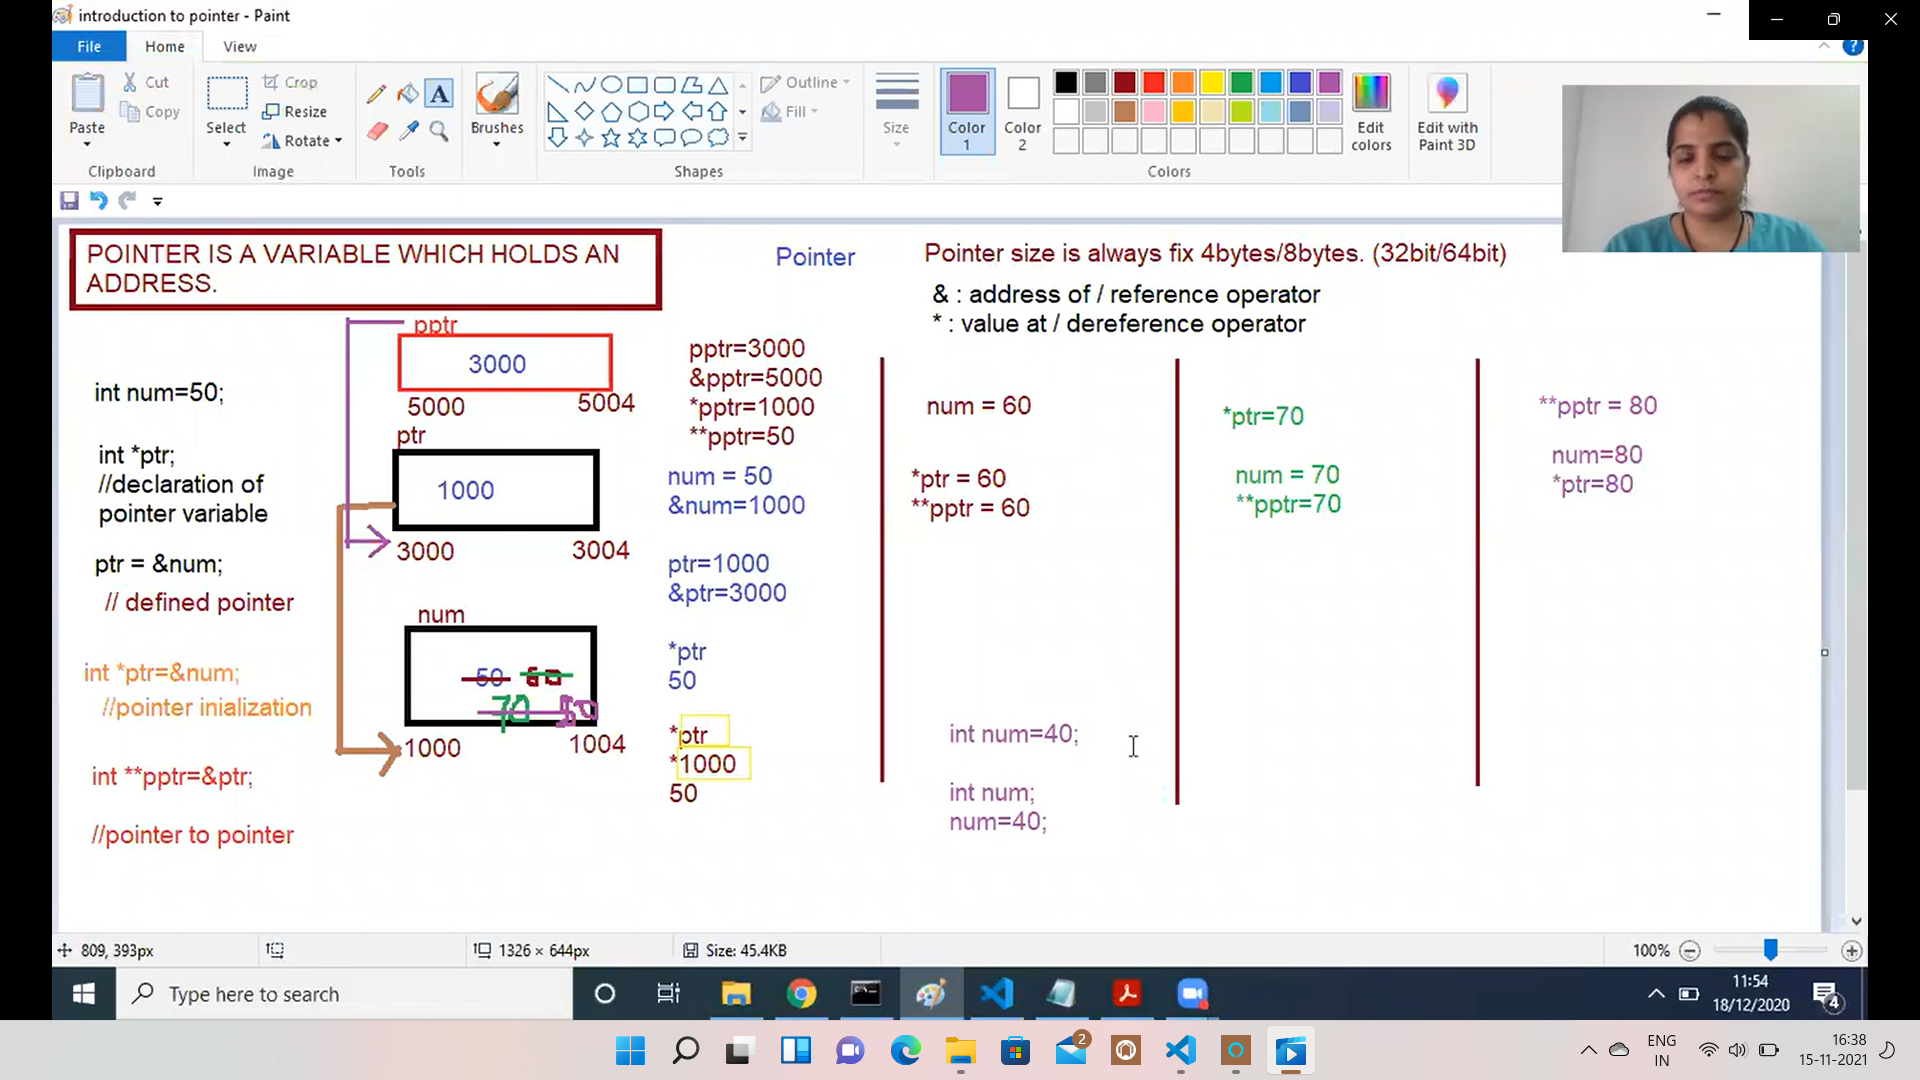 introduction to pointer - Paint
File
Home
View
Paste
Cut
Copy
Clipboard
Select
Crop
Resize
Rotate
Image
A
Tools
Brushes
Shapes
Outline
Fill
Size
Color
1
Color
2
Edit
colors
Edit with
Paint 3D
Colors
POINTER IS A VARIABLE WHICH HOLDS AN
ADDRESS.
int num=50;
int *ptr;
//declaration of
pointer variable
ptr = &num;
// defined pointer
int *ptr=&num;
//pointer inialization
int **pptr=&ptr;
//pointer to pointer
pptr
3000
5000
5004
ptr
1000
3000
3004
num
50 60
70 80
1000
1004
Pointer
pptr=3000
&pptr=5000
*pptr=1000
**pptr=50
num = 50
&num=1000
ptr=1000
&ptr=3000
*ptr
50
*ptr
*1000
50
Pointer size is always fix 4bytes/8bytes. (32bit/64bit)
& : address of / reference operator
* : value at / dereference operator
num = 60
*ptr = 60
**pptr = 60
int num=40;
int num;
num=40;
*ptr=70
num = 70
**pptr=70
**pptr = 80
num=80
*ptr=80
809, 393px
1326 × 644px
Size: 45.4KB
100%
Type here to search
11:54
18/12/2020
4
2
ENG
IN
16:38
15-11-2021